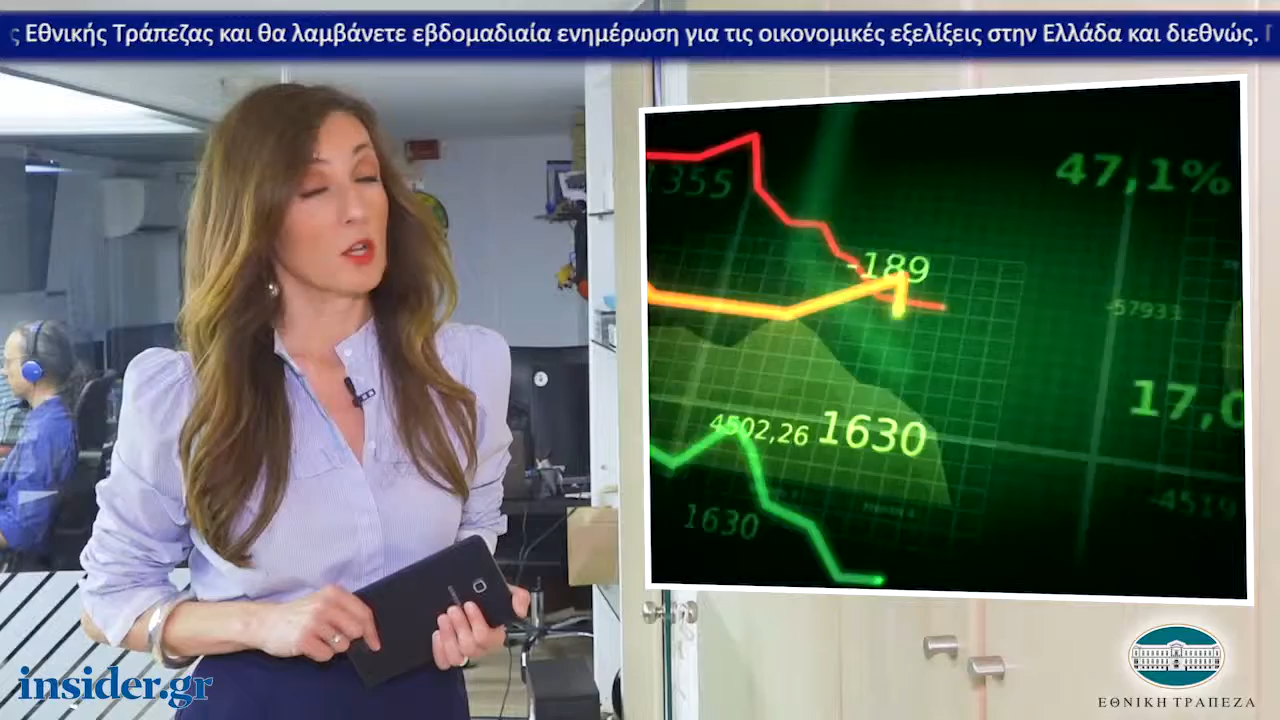 ς Εθνικής Τράπεζας και θα λαμβάνετε εβδομαδιαία ενημέρωση για τις οικονομικές εξελίξεις στην Ελλάδα και διεθνώς.
1355
47,1%
-189
-57933
17,0
4502,26 1630
-4519
1630
insider.gr
ΕΘΝΙΚΗ ΤΡΑΠΕΖΑ